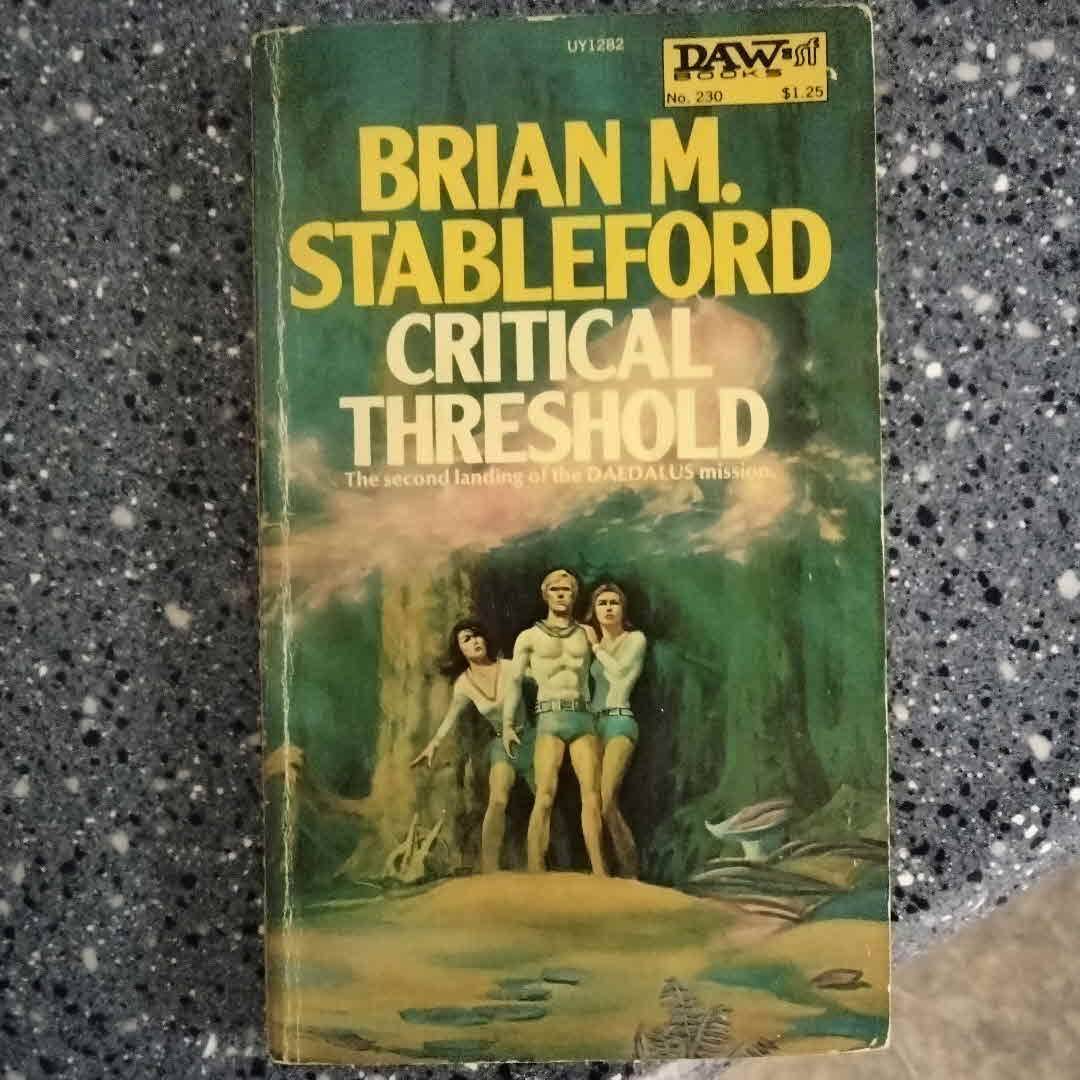 UY1282
DAW=sf
BOOKS
No. 230 $1.25
BRIAN M.
STABLEFORD
CRITICAL
THRESHOLD
The second landing of the DAEDALUS mission.